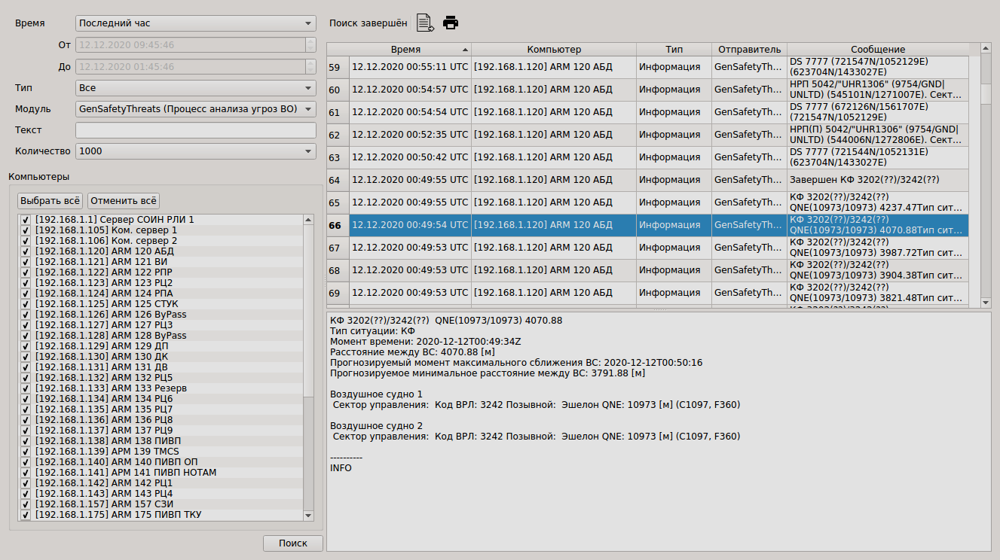 Время
Последний час
От
12.12.2020 09:45:46
До
12.12.2020 01:45:46
Тип
Все
Модуль
GenSafetyThreats (Процесс анализа угроз ВО)
Текст
Количество
1000
Компьютеры
Выбрать всё
Отменить всё
[192.168.1.1] Сервер СОИН РЛИ 1
[192.168.1.105] Ком. сервер 1
[192.168.1.106] Ком. сервер 2
[192.168.1.120] ARM 120 АБД
[192.168.1.121] ARM 121 ВИ
[192.168.1.122] ARM 122 РПР
[192.168.1.123] ARM 123 РЦ2
[192.168.1.124] ARM 124 РПА
[192.168.1.125] ARM 125 СТУК
[192.168.1.126] ARM 126 ByPass
[192.168.1.127] ARM 127 РЦ3
[192.168.1.128] ARM 128 ByPass
[192.168.1.129] ARM 129 ДП
[192.168.1.130] ARM 130 ДК
[192.168.1.131] ARM 131 ДВ
[192.168.1.132] ARM 132 РЦ5
[192.168.1.133] ARM 133 Резерв
[192.168.1.134] ARM 134 РЦ6
[192.168.1.135] ARM 135 РЦ7
[192.168.1.136] ARM 136 РЦ8
[192.168.1.137] ARM 137 РЦ9
[192.168.1.138] ARM 138 ПИВП
[192.168.1.139] АРМ 139 TMCS
[192.168.1.140] ARM 140 ПИВП ОП
[192.168.1.141] АРМ 141 ПИВП НОТАМ
[192.168.1.142] ARM 142 РЦ1
[192.168.1.143] ARM 143 РЦ4
[192.168.1.157] ARM 157 СЗИ
[192.168.1.175] ARM 175 ПИВП ТКУ
Поиск
Поиск завершён
Время Компьютер Тип Отправитель Сообщение
59 12.12.2020 00:55:11 UTC [192.168.1.120] ARM 120 АБД Информация GenSafetyTh... DS 7777 (721547N/1052129E)
(623704N/1433027E)
60 12.12.2020 00:54:57 UTC [192.168.1.120] ARM 120 АБД Информация GenSafetyTh... НРП 5042/"UHR1306" (9754/GND|
UNLTD) (545101N/1271007E). Сект...
61 12.12.2020 00:54:54 UTC [192.168.1.120] ARM 120 АБД Информация GenSafetyTh... DS 7777 (672126N/1561707E)
(721547N/1052129E)
62 12.12.2020 00:52:35 UTC [192.168.1.120] ARM 120 АБД Информация GenSafetyTh... НРП(П) 5042/"UHR1306" (9754/GND|
UNLTD) (544006N/1272806E). Сект...
63 12.12.2020 00:50:42 UTC [192.168.1.120] ARM 120 АБД Информация GenSafetyTh... DS 7777 (721544N/1052131E)
(623704N/1433027E)
64 12.12.2020 00:49:55 UTC [192.168.1.120] ARM 120 АБД Информация GenSafetyTh... Завершен КФ 3202(??)/3242(??)
65 12.12.2020 00:49:55 UTC [192.168.1.120] ARM 120 АБД Информация GenSafetyTh... КФ 3202(??)/3242(??)
QNE(10973/10973) 4237.47Тип сит...
66 12.12.2020 00:49:54 UTC [192.168.1.120] ARM 120 АБД Информация GenSafetyTh... КФ 3202(??)/3242(??)
QNE(10973/10973) 4070.88Тип сит...
67 12.12.2020 00:49:53 UTC [192.168.1.120] ARM 120 АБД Информация GenSafetyTh... КФ 3202(??)/3242(??)
QNE(10973/10973) 3987.72Тип сит...
68 12.12.2020 00:49:53 UTC [192.168.1.120] ARM 120 АБД Информация GenSafetyTh... КФ 3202(??)/3242(??)
QNE(10973/10973) 3904.38Тип сит...
69 12.12.2020 00:49:53 UTC [192.168.1.120] ARM 120 АБД Информация GenSafetyTh... КФ 3202(??)/3242(??)
QNE(10973/10973) 3821.48Тип сит...
КФ 3202(??)/3242(??) QNE(10973/10973) 4070.88
Тип ситуации: КФ
Момент времени: 2020-12-12T00:49:34Z
Расстояние между ВС: 4070.88 [м]
Прогнозируемый момент максимального сближения ВС: 2020-12-12T00:50:16
Прогнозируемое минимальное расстояние между ВС: 3791.88 [м]
Воздушное судно 1
Сектор управления: Код ВРЛ: 3242 Позывной: Эшелон QNE: 10973 [м] (C1097, F360)
Воздушное судно 2
Сектор управления: Код ВРЛ: 3242 Позывной: Эшелон QNE: 10973 [м] (C1097, F360)
----------
INFO